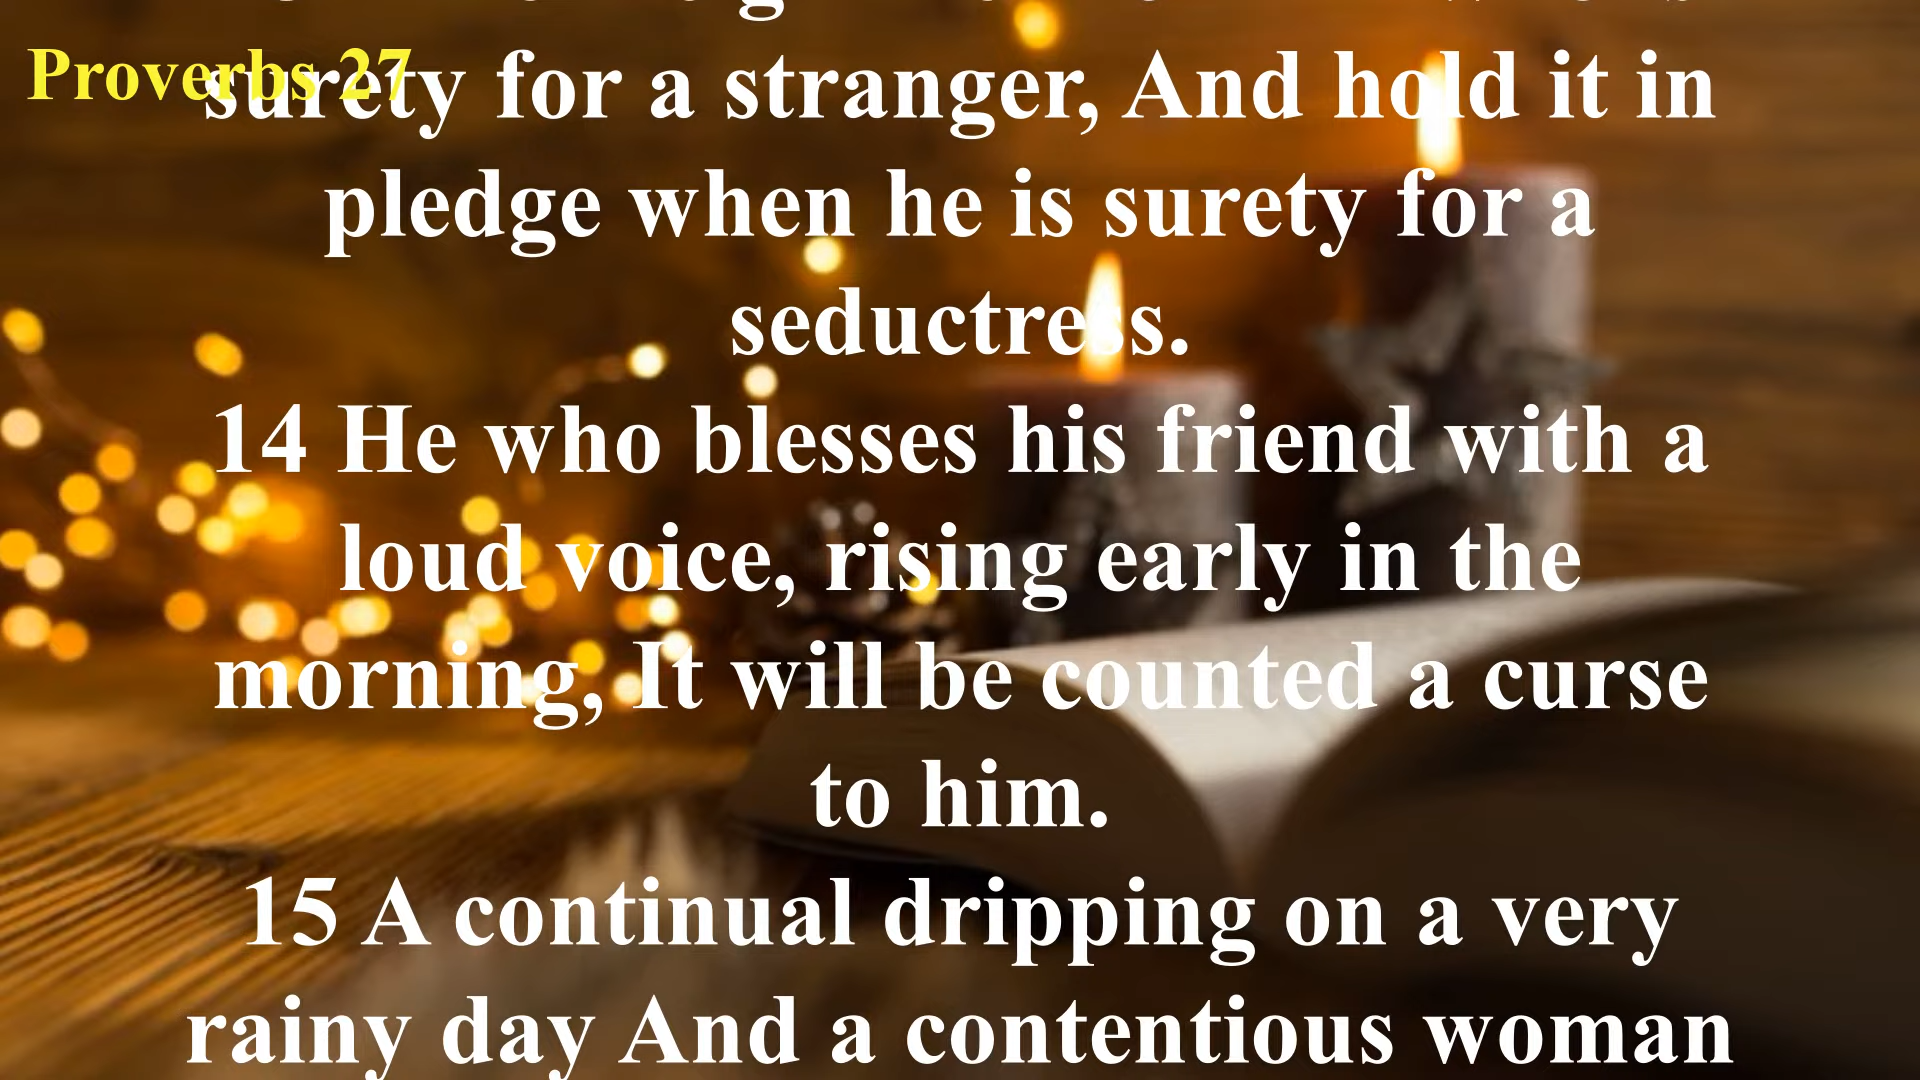 Proverbs 27
surety for a stranger, And hold it in
pledge when he is surety for a
seductress.
14 He who blesses his friend with a
loud voice, rising early in the
morning, It will be counted a curse
to him.
15 A continual dripping on a very
rainy day And a contentious woman